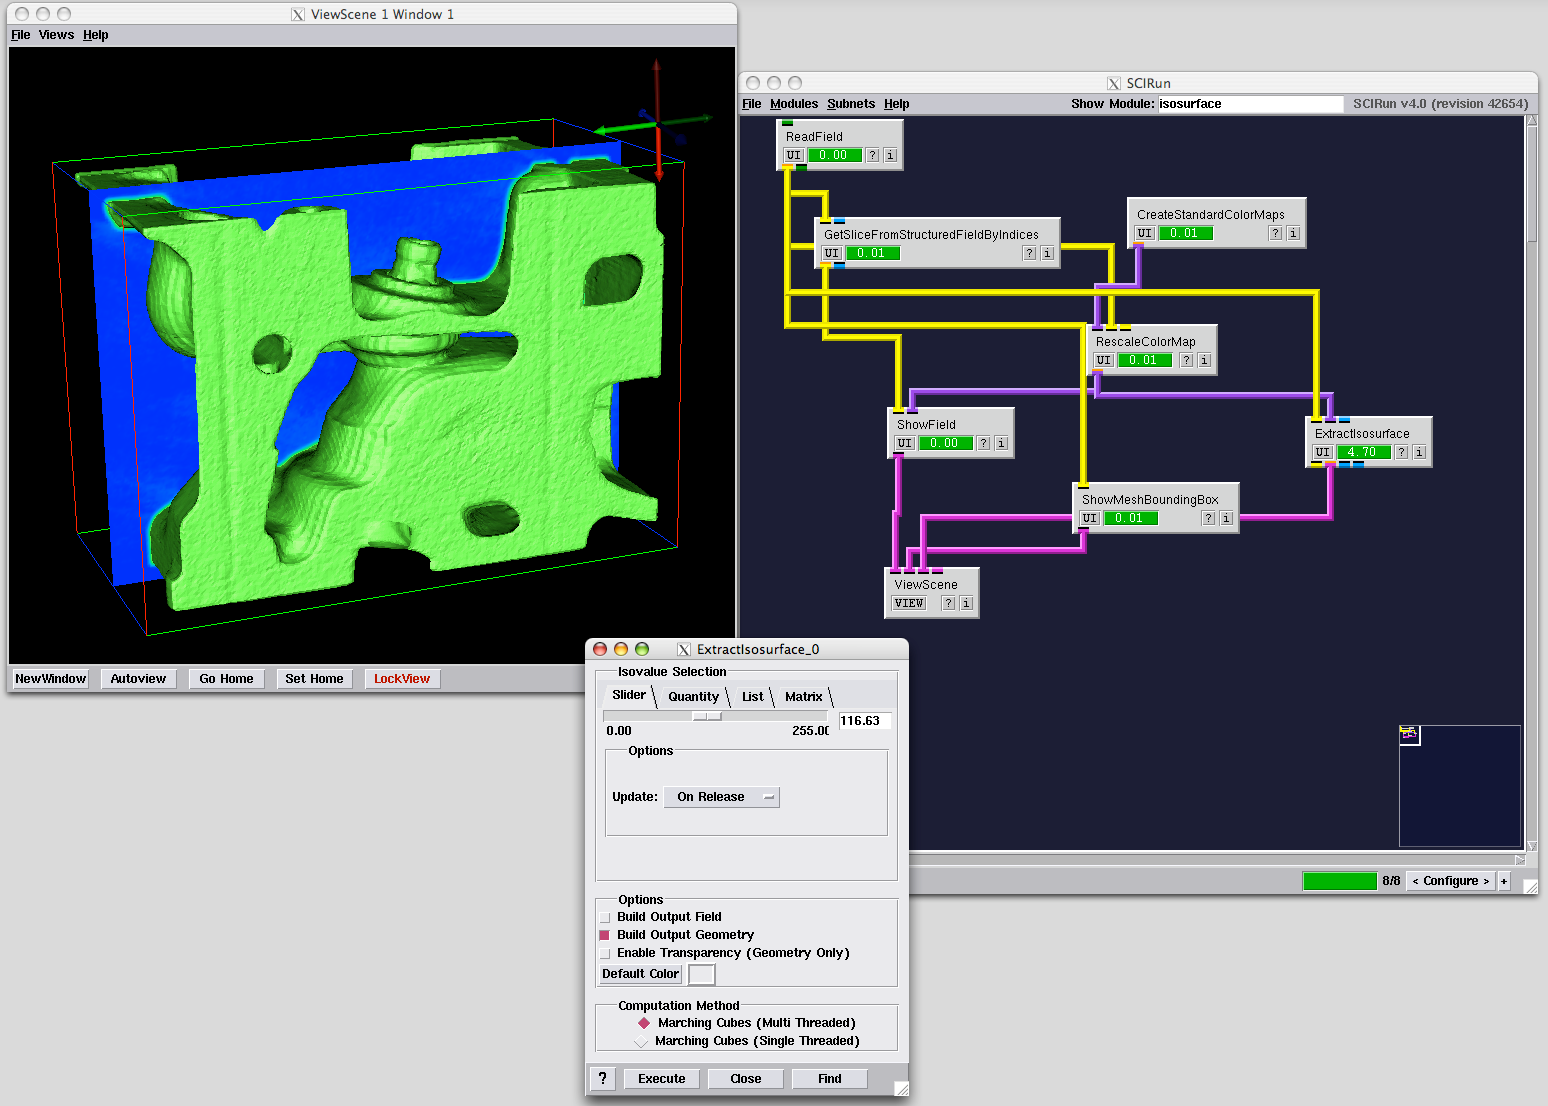 ViewScene 1 Window 1
File Views Help
NewWindow Autoview Go Home Set Home LockView
SCIRun
File Modules Subnets Help Show Module: isosurface SCIRun v4.0 (revision 42654)
ReadField
UI 0.00 ? i
GetSliceFromStructuredFieldByIndices
UI 0.01 ? i
CreateStandardColorMaps
UI 0.01 ? i
RescaleColorMap
UI 0.01 ? i
ShowField
UI 0.00 ? i
ExtractIsosurface
UI 4.70 ? i
ShowMeshBoundingBox
UI 0.01 ? i
ViewScene
VIEW ? i
8/8 < Configure > +
ExtractIsosurface_0
Isovalue Selection
Slider Quantity List Matrix
116.63
0.00 255.00
Options
Update: On Release
Options
Build Output Field
Build Output Geometry
Enable Transparency (Geometry Only)
Default Color
Computation Method
Marching Cubes (Multi Threaded)
Marching Cubes (Single Threaded)
? Execute Close Find